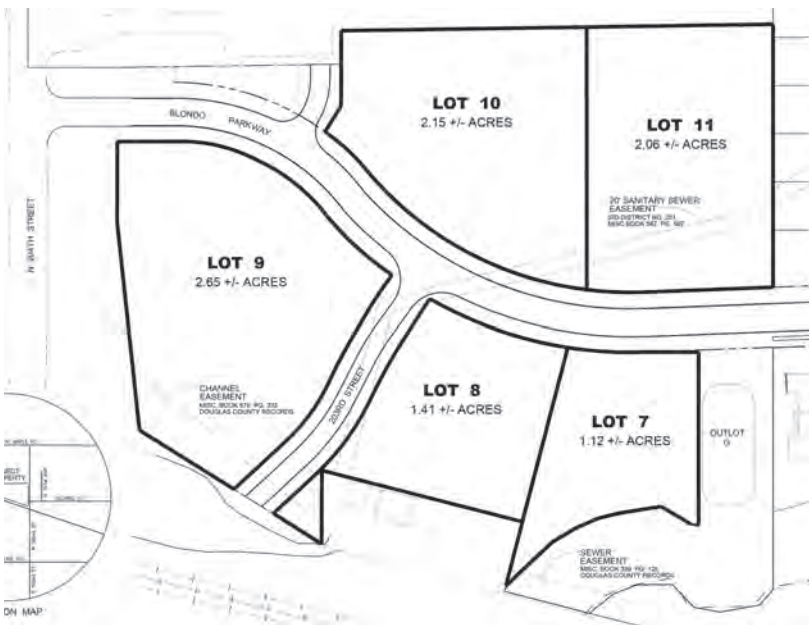 LOT 10
2.15 +/- ACRES
LOT 11
2.06 +/- ACRES
BLONDO PARKWAY
20' SANITARY SEWER
EASEMENT
N 204TH STREET
LOT 9
2.65 +/- ACRES
CHANNEL
EASEMENT
DOUGLAS COUNTY RECORDS
203RD STREET
LOT 8
1.41 +/- ACRES
LOT 7
1.12 +/- ACRES
OUTLOT
SEWER
EASEMENT
DOUGLAS COUNTY RECORDS
ON MAP